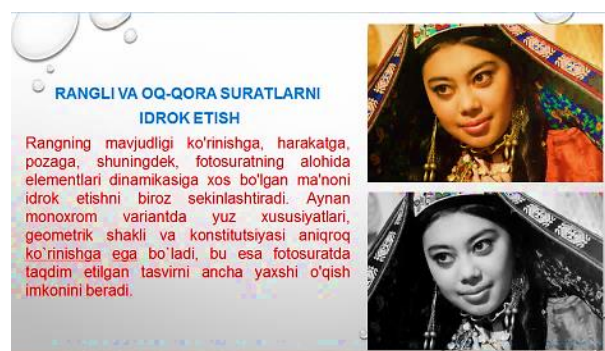 RANGLI VA OQ-QORA SURATLARNI
IDROK ETISH
Rangning mavjudligi ko'rinishga, harakatga,
pozaga, shuningdek, fotosuratning alohida
elementlari dinamikasiga xos bo'lgan ma'noni
idrok etishni biroz sekinlashtiradi. Aynan
monoxrom variantda yuz xususiyatlari,
geometrik shakli va konstitutsiyasi aniqroq
ko`rinishga ega bo`ladi, bu esa fotosuratda
taqdim etilgan tasvirni ancha yaxshi o'qish
imkonini beradi.